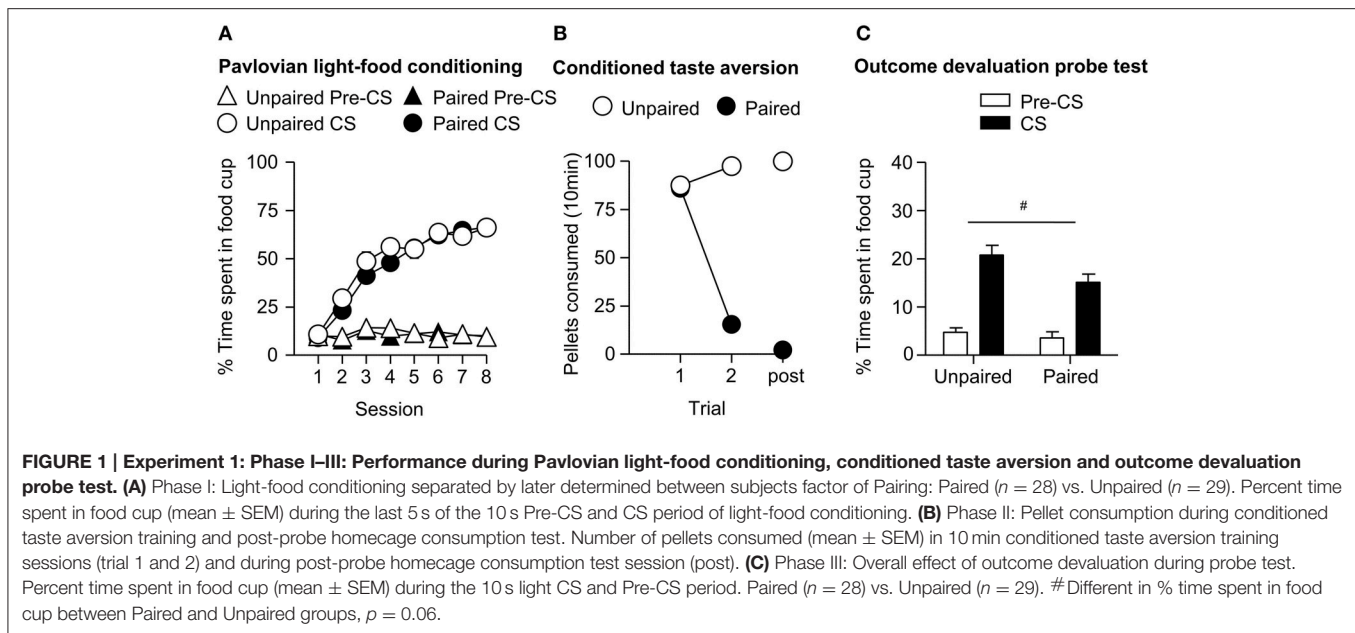 A
Pavlovian light-food conditioning
Unpaired Pre-CS Paired Pre-CS
Unpaired CS Paired CS
% Time spent in food cup
100
75
50
25
0
1 2 3 4 5 6 7 8
Session
B
Conditioned taste aversion
Unpaired Paired
Pellets consumed (10min)
100
75
50
25
0
1 2 post
Trial
C
Outcome devaluation probe test
Pre-CS
CS
% Time spent in food cup
40
30
20
10
0
#
Unpaired Paired
FIGURE 1 | Experiment 1: Phase I–III: Performance during Pavlovian light-food conditioning, conditioned taste aversion and outcome devaluation
probe test. (A) Phase I: Light-food conditioning separated by later determined between subjects factor of Pairing: Paired (n = 28) vs. Unpaired (n = 29). Percent time
spent in food cup (mean ± SEM) during the last 5 s of the 10 s Pre-CS and CS period of light-food conditioning. (B) Phase II: Pellet consumption during conditioned
taste aversion training and post-probe homecage consumption test. Number of pellets consumed (mean ± SEM) in 10 min conditioned taste aversion training
sessions (trial 1 and 2) and during post-probe homecage consumption test session (post). (C) Phase III: Overall effect of outcome devaluation during probe test.
Percent time spent in food cup (mean ± SEM) during the 10 s light CS and Pre-CS period. Paired (n = 28) vs. Unpaired (n = 29). #Different in % time spent in food
cup between Paired and Unpaired groups, p = 0.06.